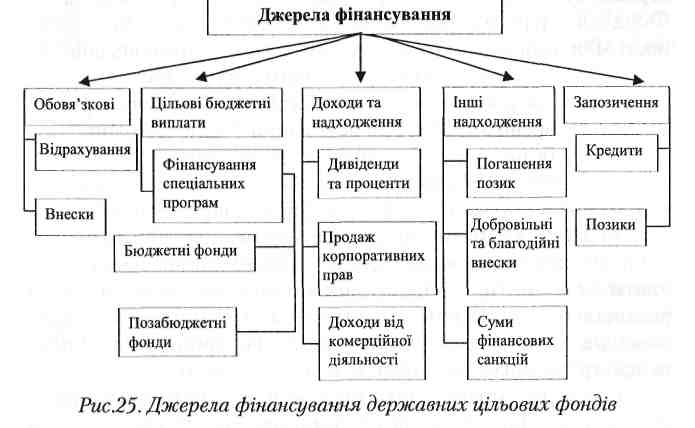 Джерела фінансування
Обовя’зкові
Відрахування
Внески
Цільові бюджетні
виплати
Фінансування
спеціальних
програм
Бюджетні фонди
Позабюджетні
фонди
Доходи та
надходження
Дивіденди
та проценти
Продаж
корпоративних
прав
Доходи від
комерційної
діяльності
Інші
надходження
Погашення
позик
Добровільні
та благодійні
внески
Суми
фінансових
санкцій
Запозичення
Кредити
Позики
Рис.25. Джерела фінансування державних цільових фондів